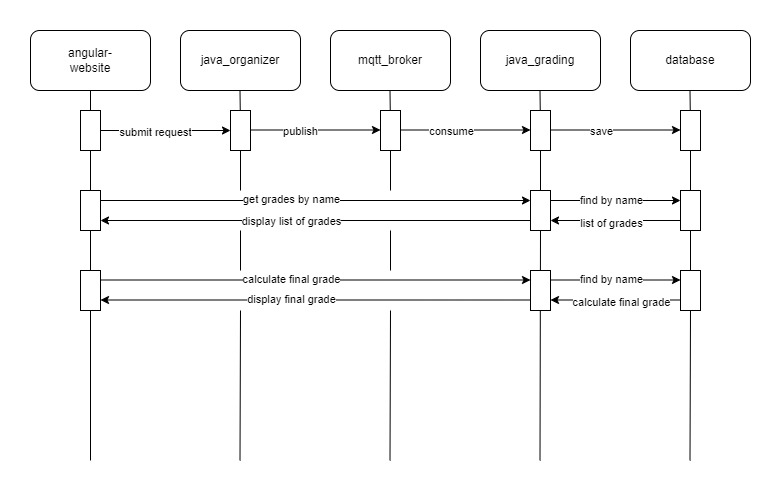 angular-
website
java_organizer
mqtt_broker
java_grading
database
submit request
publish
consume
save
get grades by name
find by name
display list of grades
list of grades
calculate final grade
find by name
display final grade
calculate final grade